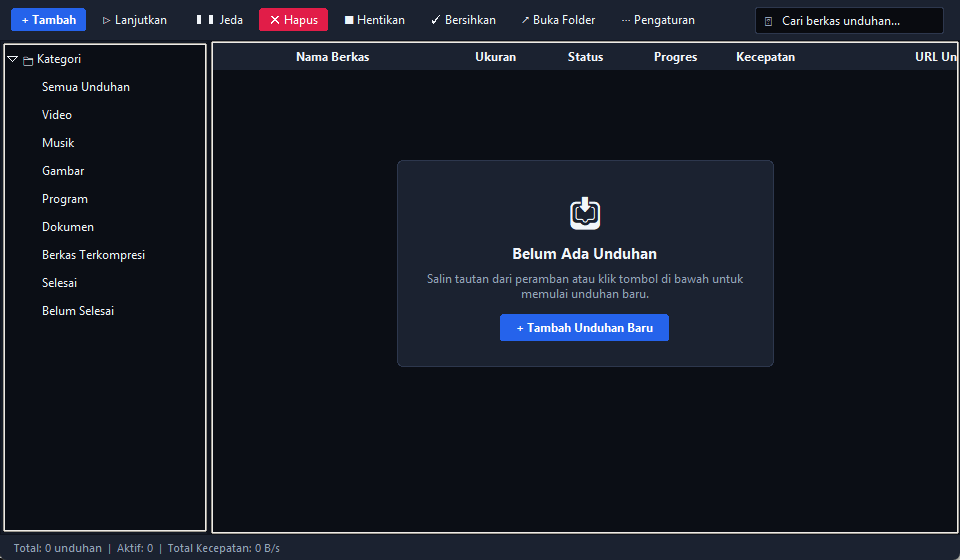 + Tambah
Lanjutkan
Jeda
Hapus
Hentikan
Bersihkan
Buka Folder
Pengaturan
Cari berkas unduhan...
Kategori
Semua Unduhan
Video
Musik
Gambar
Program
Dokumen
Berkas Terkompresi
Selesai
Belum Selesai
Nama Berkas
Ukuran
Status
Progres
Kecepatan
URL Un
Belum Ada Unduhan
Salin tautan dari peramban atau klik tombol di bawah untuk
memulai unduhan baru.
+ Tambah Unduhan Baru
Total: 0 unduhan | Aktif: 0 | Total Kecepatan: 0 B/s